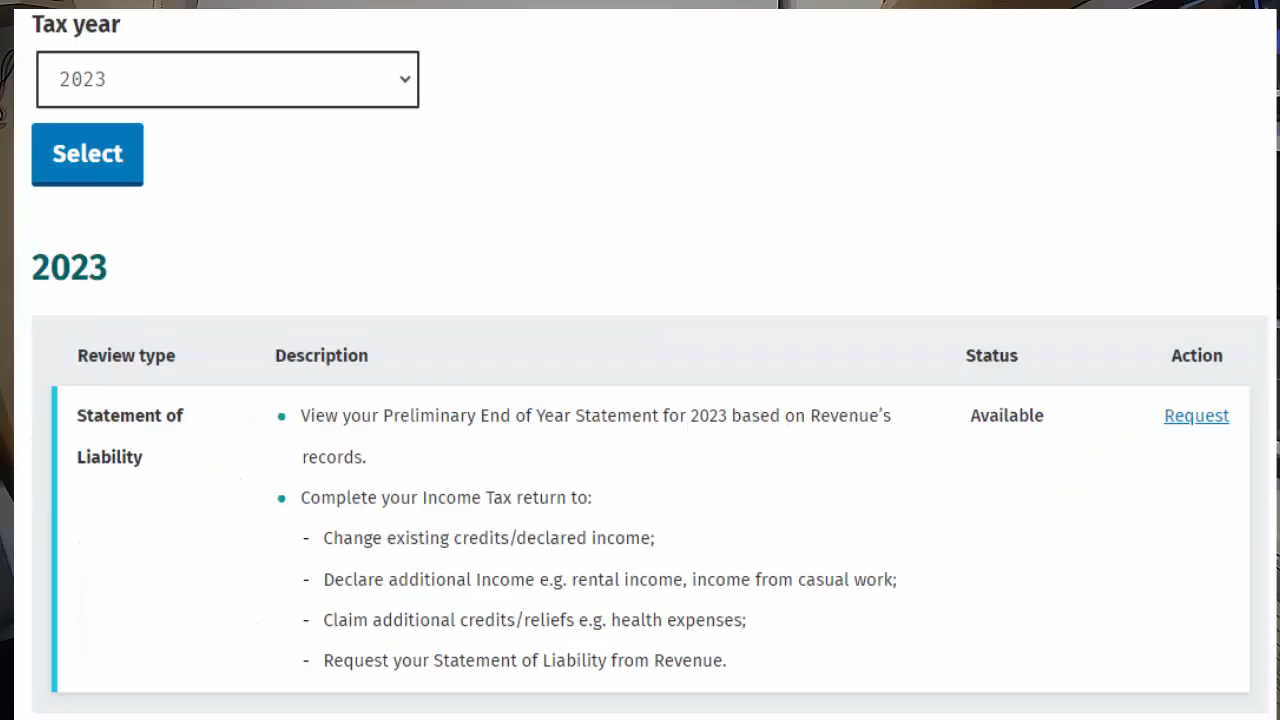 Tax year
2023
Select
2023
Review type Description Status Action
Statement of Liability
• View your Preliminary End of Year Statement for 2023 based on Revenue’s
records.
Available
Request
• Complete your Income Tax return to:
- Change existing credits/declared income;
- Declare additional Income e.g. rental income, income from casual work;
- Claim additional credits/reliefs e.g. health expenses;
- Request your Statement of Liability from Revenue.